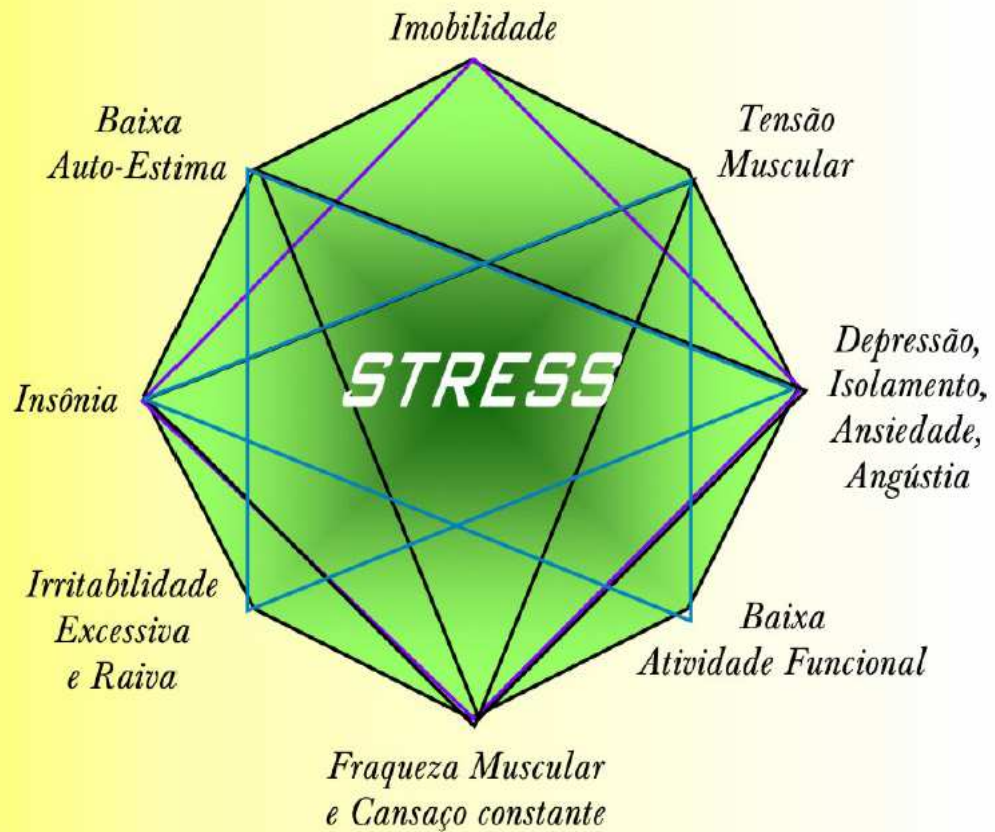 Imobilidade
Baixa
Auto-Estima
Tensão
Muscular
STRESS
Insônia
Depressão,
Isolamento,
Ansiedade,
Angústia
Irritabilidade
Excessiva
e Raiva
Baixa
Atividade Funcional
Fraqueza Muscular
e Cansaço constante